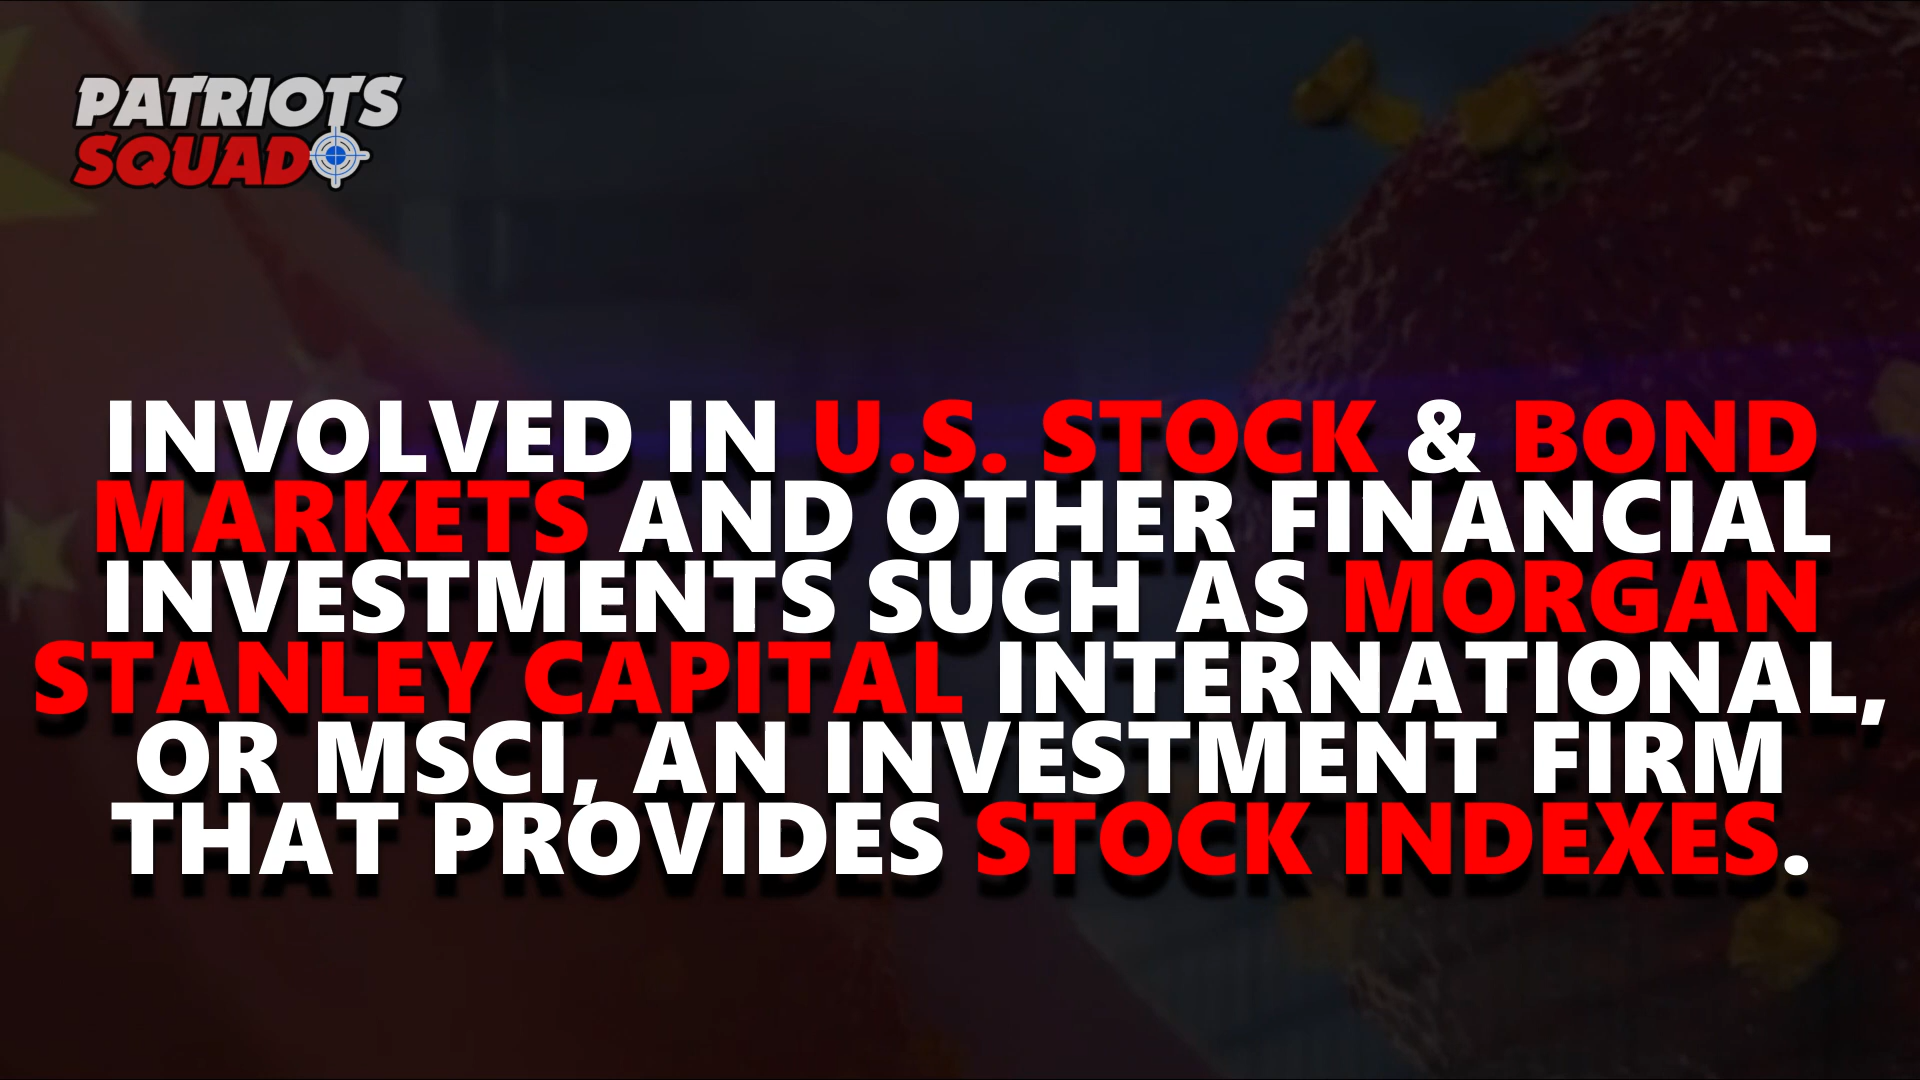 PATRIOTS
SQUAD
INVOLVED IN U.S. STOCK & BOND
MARKETS AND OTHER FINANCIAL
INVESTMENTS SUCH AS MORGAN
STANLEY CAPITAL INTERNATIONAL,
OR MSCI, AN INVESTMENT FIRM
THAT PROVIDES STOCK INDEXES.